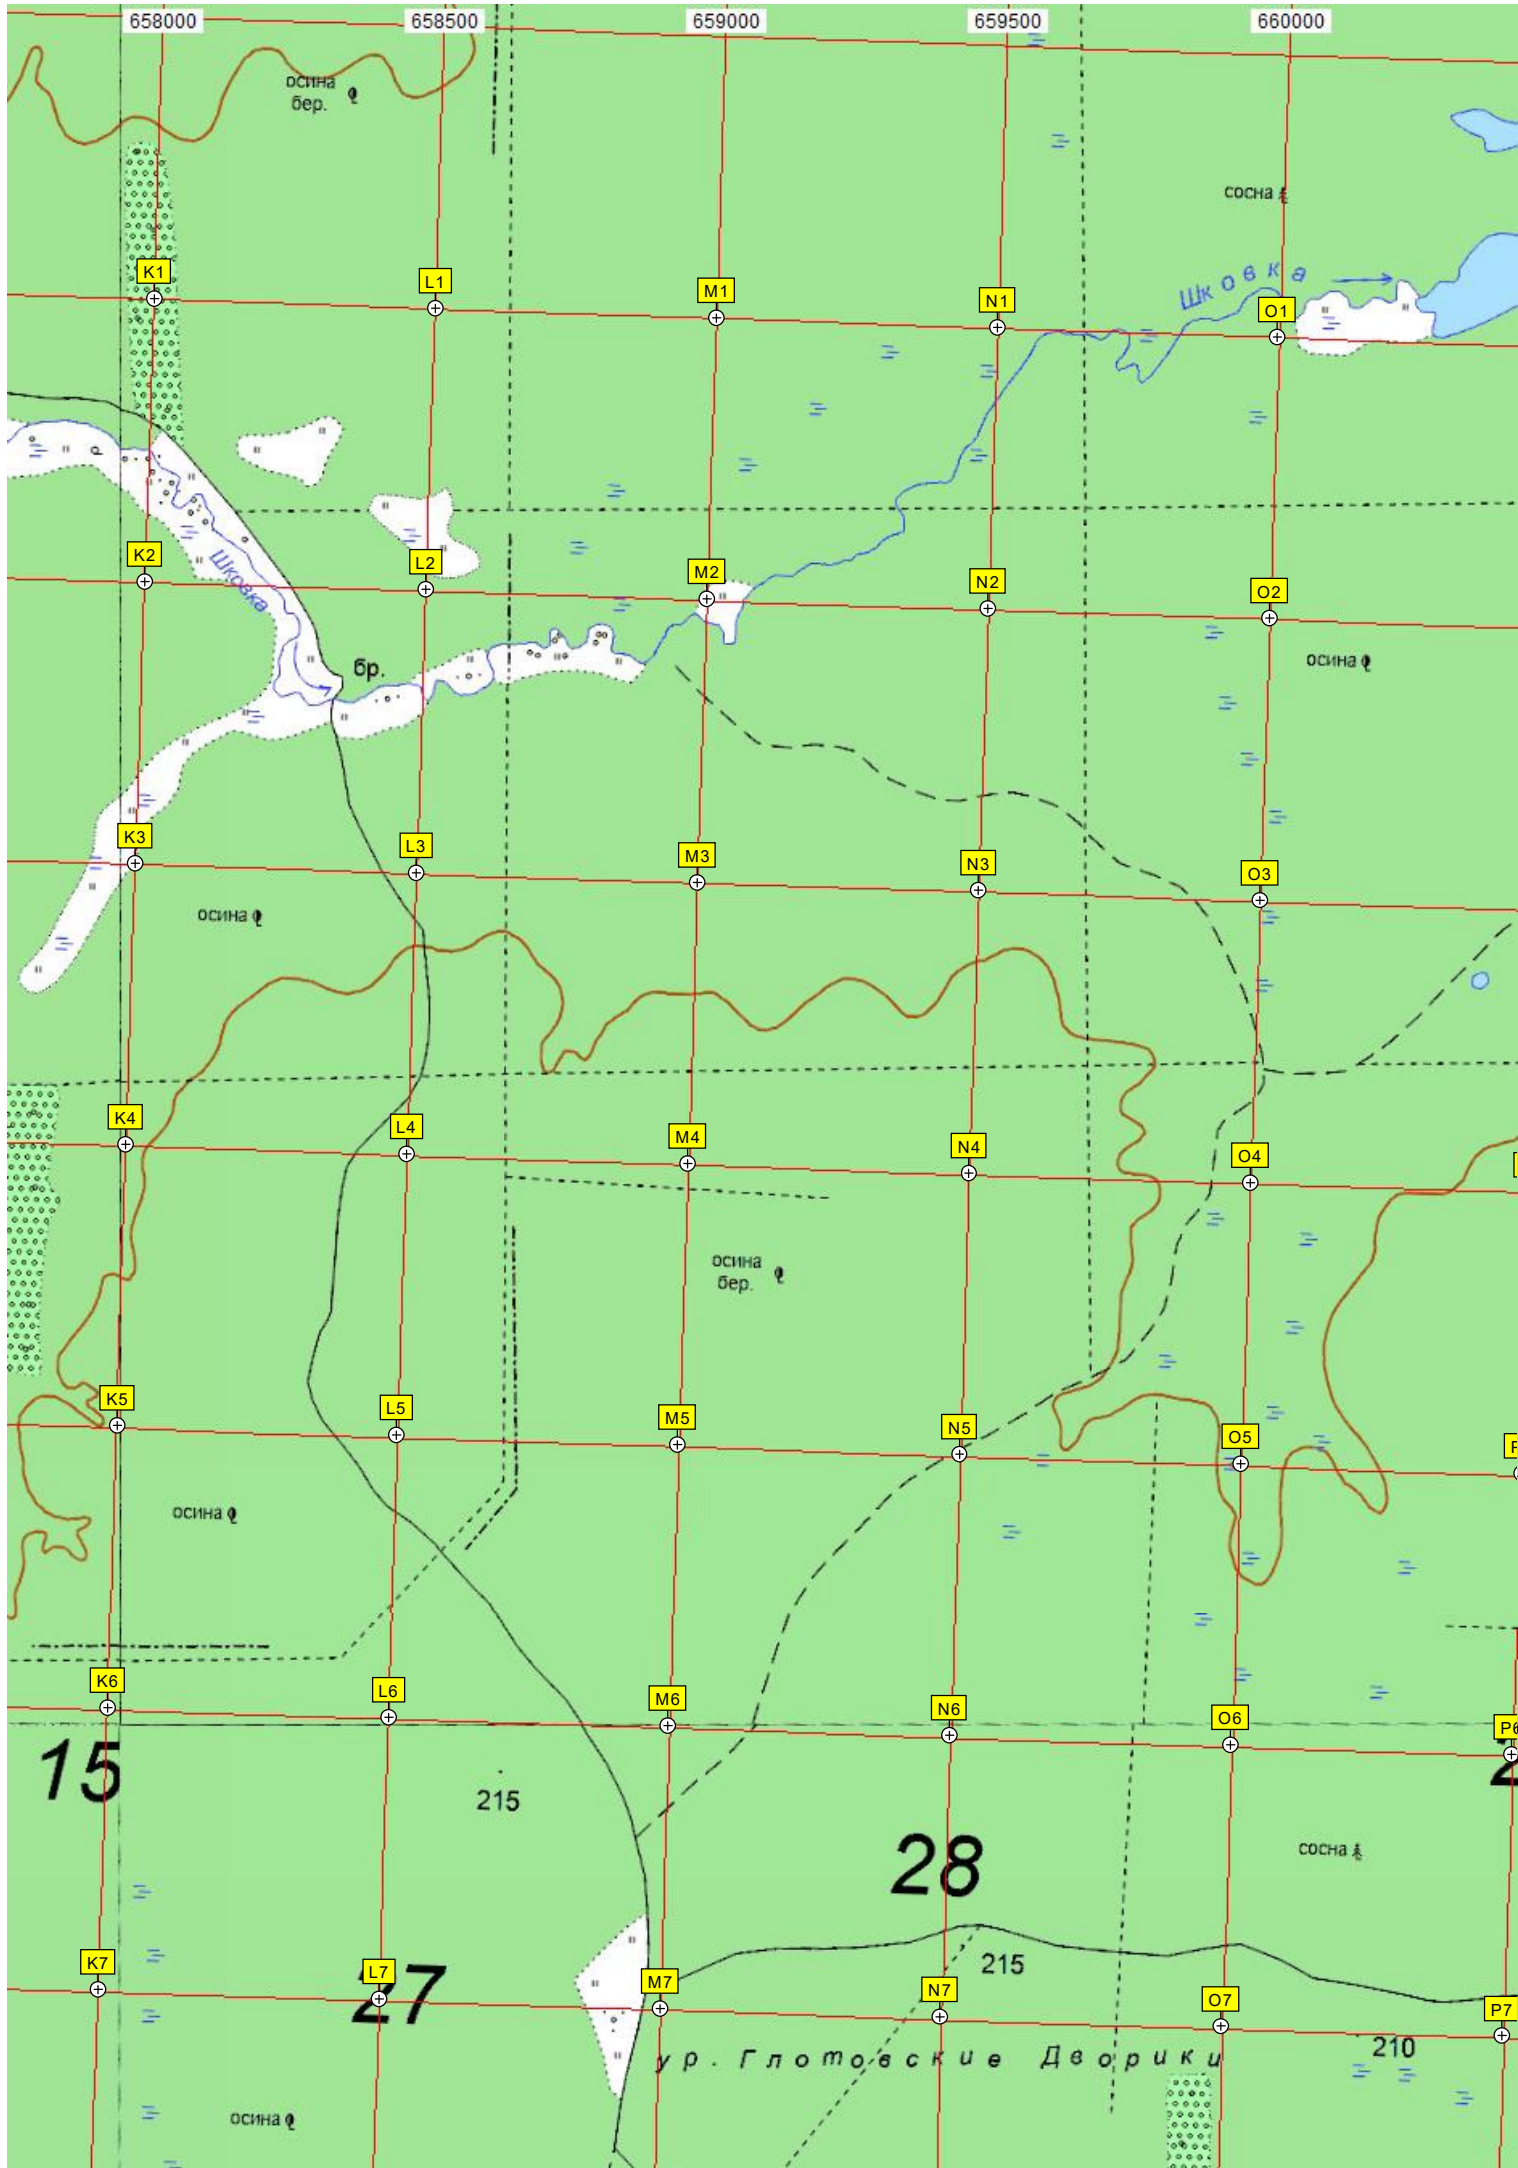 658000 658500 659000 659500 660000
осина
бер.
сосна
K1 L1 M1 N1 O1
Шковка
р
K2 L2 M2 N2 O2
Шковка
бр.
осина
K3 L3 M3 N3 O3
осина
K4 L4 M4 N4 O4
осина
бер.
K5 L5 M5 N5 O5
осина
K6 L6 M6 N6 O6
15
215
28
сосна
K7 L7 M7 N7 O7 P7
27
215
210
ур. Глотовские Дворики
осина